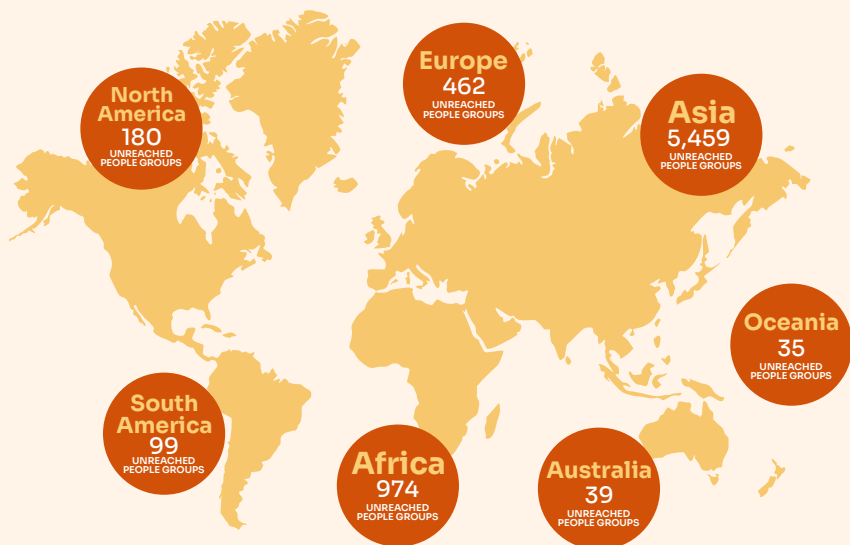 North
America
180
UNREACHED
PEOPLE GROUPS
Europe
462
UNREACHED
PEOPLE GROUPS
Asia
5,459
UNREACHED
PEOPLE GROUPS
Oceania
35
UNREACHED
PEOPLE GROUPS
South
America
99
UNREACHED
PEOPLE GROUPS
Africa
974
UNREACHED
PEOPLE GROUPS
Australia
39
UNREACHED
PEOPLE GROUPS